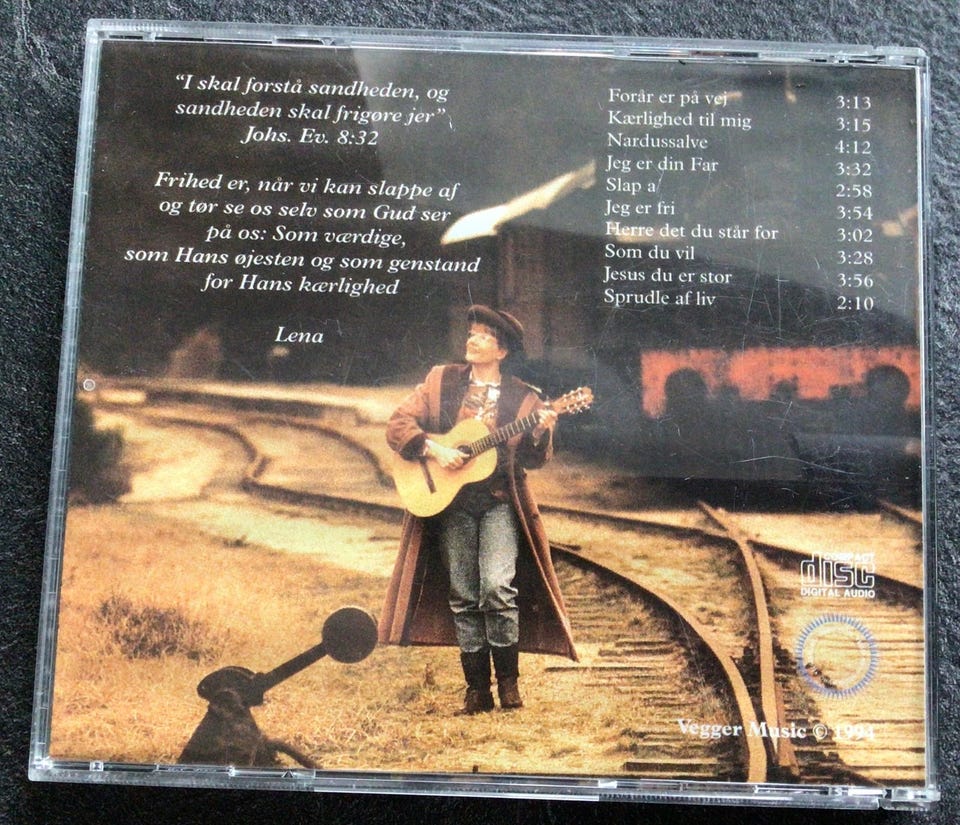 “I skal forstå sandheden, og
sandheden skal frigøre jer”
Johs. Ev. 8:32
Frihed er, når vi kan slappe af
og tør se os selv som Gud ser
på os: Som værdige,
som Hans øjesten og som genstand
for Hans kærlighed
Lena
Forår er på vej 3:13
Kærlighed til mig 3:15
Nardussalve 4:12
Jeg er din Far 3:32
Slap a 2:58
Jeg er fri 3:54
Herre det du står for 3:02
Som du vil 3:28
Jesus du er stor 3:56
Sprudle af liv 2:10
COMPACT
disc
DIGITAL AUDIO
Vegger Music © 1994